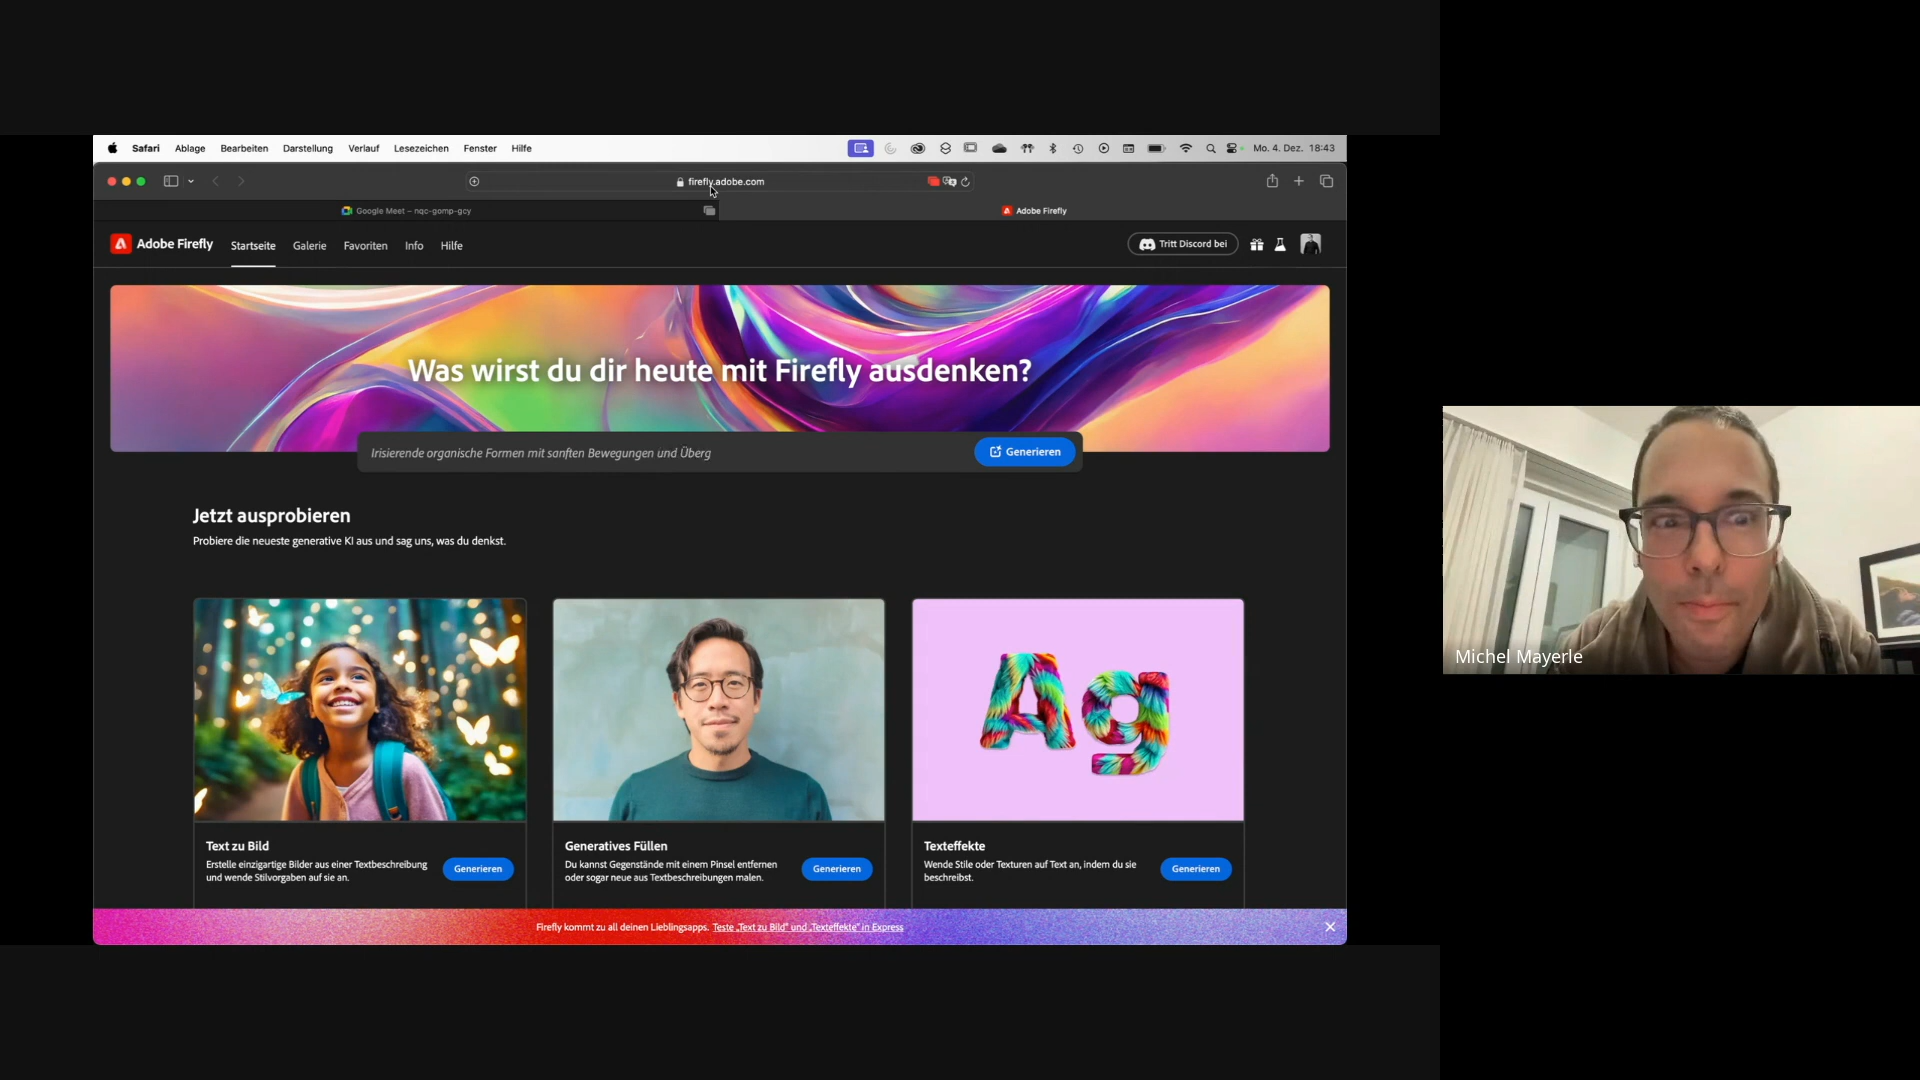 Safari Ablage Bearbeiten Darstellung Verlauf Lesezeichen Fenster Hilfe Mo. 4. Dez. 18:43
firefly.adobe.com
Google Meet – nqc-gomp-gcy Adobe Firefly
Adobe Firefly Startseite Galerie Favoriten Info Hilfe Tritt Discord bei
Was wirst du dir heute mit Firefly ausdenken?
Irisierende organische Formen mit sanften Bewegungen und Überg Generieren
Jetzt ausprobieren
Probiere die neueste generative KI aus und sag uns, was du denkst.
Ag
Text zu Bild
Erstelle einzigartige Bilder aus einer Textbeschreibung
und wende Stilvorgaben auf sie an.
Generieren
Generatives Füllen
Du kannst Gegenstände mit einem Pinsel entfernen
oder sogar neue aus Textbeschreibungen malen.
Generieren
Texteffekte
Wende Stile oder Texturen auf Text an, indem du sie
beschreibst.
Generieren
Firefly kommt zu all deinen Lieblingsapps. Teste „Text zu Bild" und „Texteffekte" in Express
Michel Mayerle